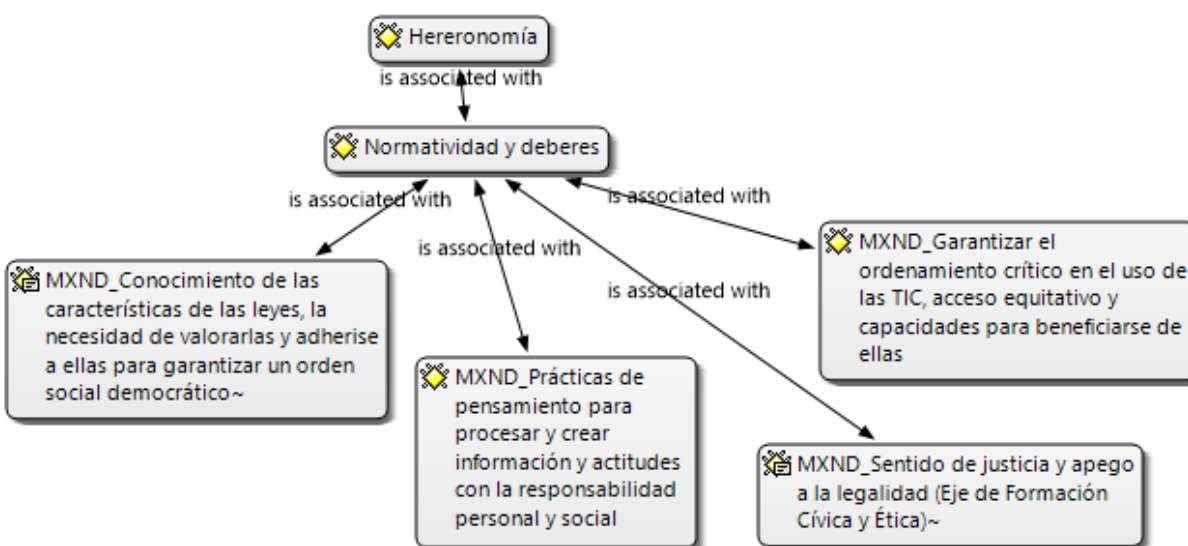 Hereronomía
is associated with
Normatividad y deberes
is associated with
is associated with
is associated with
is associated with
MXND_Conocimiento de las
características de las leyes, la
necesidad de valorarlas y adherise
a ellas para garantizar un orden
social democrático~
MXND_Prácticas de
pensamiento para
procesar y crear
información y actitudes
con la responsabilidad
personal y social
MXND_Sentido de justicia y apego
a la legalidad (Eje de Formación
Cívica y Ética)~
MXND_Garantizar el
ordenamiento crítico en el uso de
las TIC, acceso equitativo y
capacidades para beneficiarse de
ellas